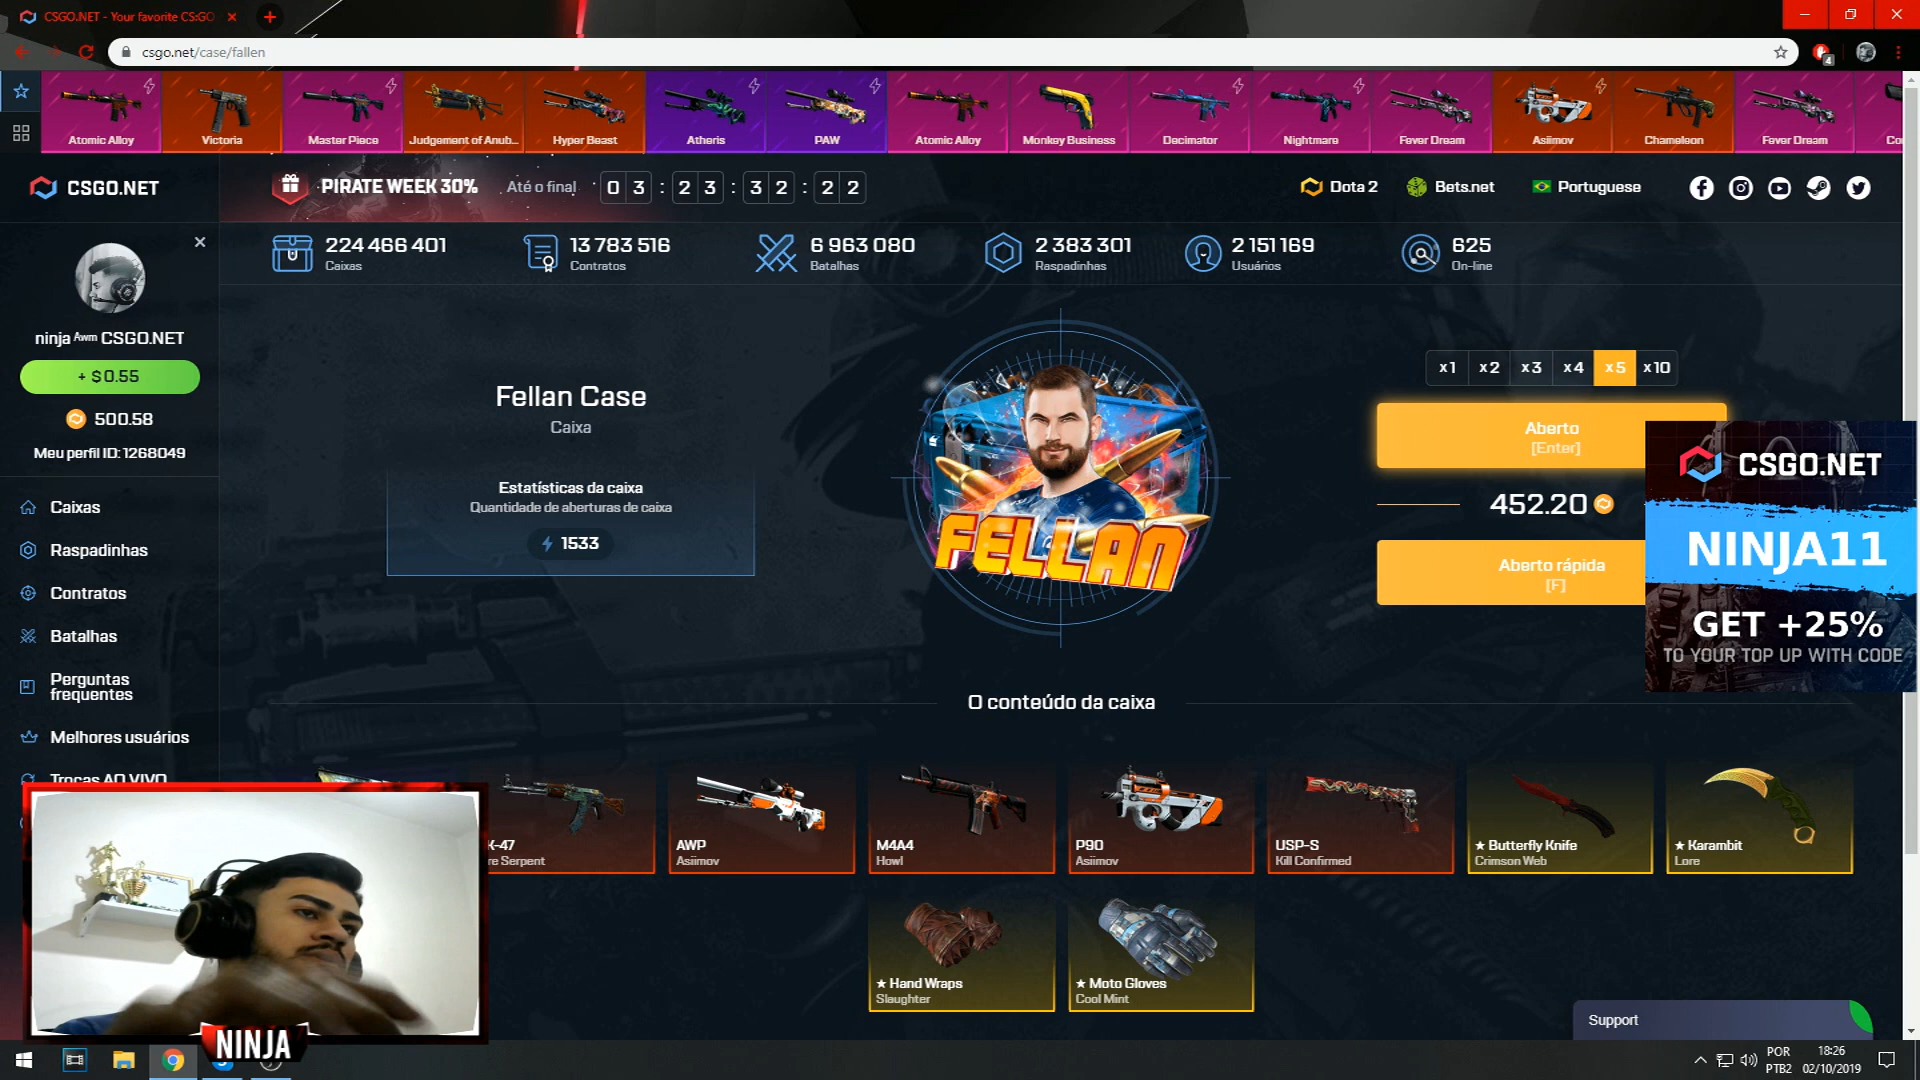 CSGO.NET - Your favorite CS:GO
csgo.net/case/fallen
4
Atomic Alloy
Victoria
Master Piece
Judgement of Anub...
Hyper Beast
Atheris
PAW
Atomic Alloy
Monkey Business
Decimator
Nightmare
Fever Dream
Asiimov
Chameleon
Fever Dream
CSGO.NET
PIRATE WEEK 30%
Até o final
03 : 23 : 32 : 22
Dota 2
Bets.net
Portuguese
224 466 401
Caixas
13 783 516
Contratos
6 963 080
Batalhas
2 383 301
Raspadinhas
2 151 169
Usuários
625
On-line
ninja ᴬʷᵐ CSGO.NET
+ $0.55
500.58
Meu perfil ID: 1268049
Caixas
Raspadinhas
Contratos
Batalhas
Perguntas
frequentes
Melhores usuários
Trocas AO VIVO
Fellan Case
Caixa
Estatísticas da caixa
Quantidade de aberturas de caixa
1533
FELLAN
x1
x2
x3
x4
x5
x10
Aberto
[Enter]
452.20
Aberto rápida
[F]
CSGO.NET
NINJA11
GET +25%
TO YOUR TOP UP WITH CODE
O conteúdo da caixa
K-47
re Serpent
AWP
Asiimov
M4A4
Howl
P90
Asiimov
USP-S
Kill Confirmed
★ Butterfly Knife
Crimson Web
★ Karambit
Lore
★ Hand Wraps
Slaughter
★ Moto Gloves
Cool Mint
NINJA
Support
POR
PTB2
18:26
02/10/2019